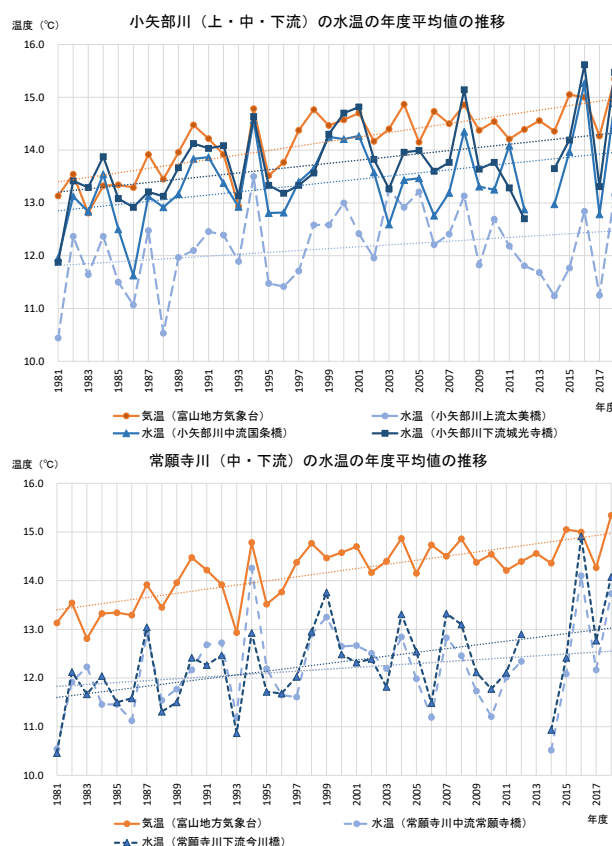 小矢部川（上・中・下流）の水温の年度平均値の推移
温度（℃）
16.0
15.0
14.0
13.0
12.0
11.0
10.0
1981 1983 1985 1987 1989 1991 1993 1995 1997 1999 2001 2003 2005 2007 2009 2011 2013 2015 2017
年度
気温（富山地方気象台） 水温（小矢部川上流太美橋）
水温（小矢部川中流国条橋） 水温（小矢部川下流城光寺橋）
常願寺川（中・下流）の水温の年度平均値の推移
温度（℃）
16.0
15.0
14.0
13.0
12.0
11.0
10.0
1981 1983 1985 1987 1989 1991 1993 1995 1997 1999 2001 2003 2005 2007 2009 2011 2013 2015 2017
年度
気温（富山地方気象台） 水温（常願寺川中流常願寺橋）
水温（常願寺川下流今川橋）